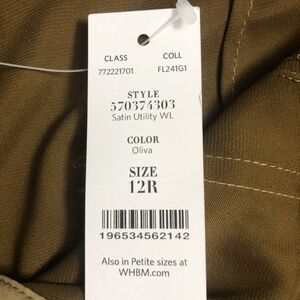 CLASS COLL
772221701 FL241G1
STYLE
570374303
Satin Utility WL
COLOR
Oliva
SIZE
12R
196534562142
Also in Petite sizes at
WHBM.com